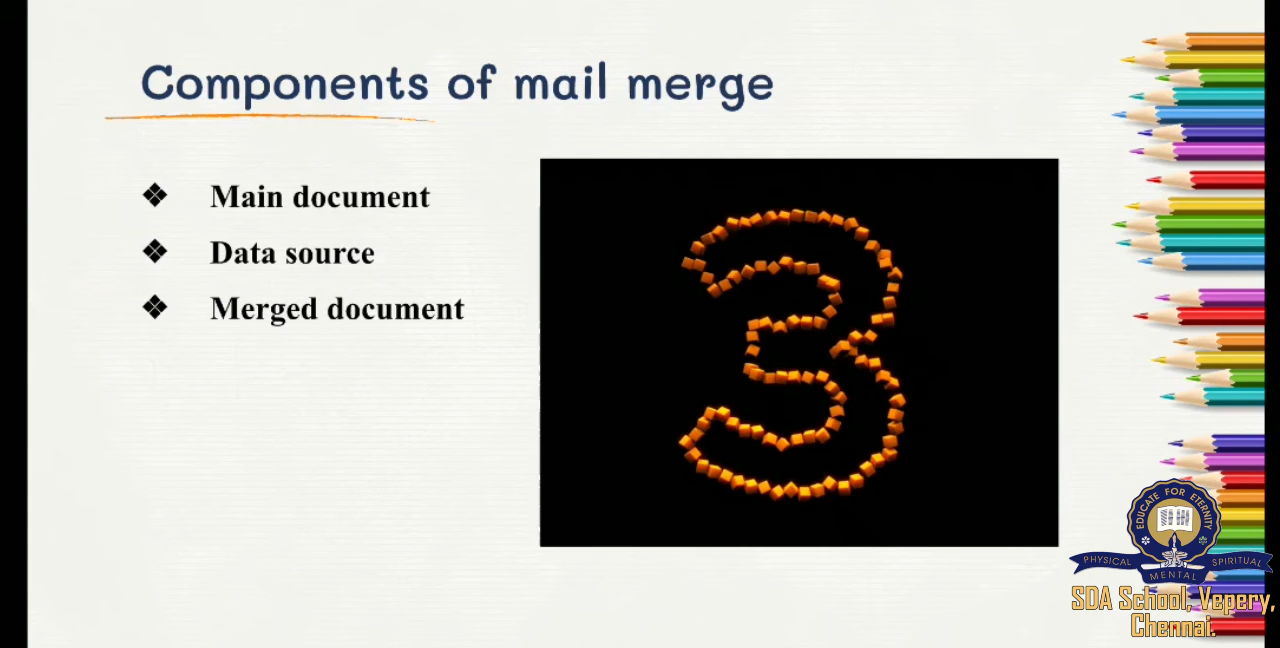 Components of mail merge
❖ Main document
❖ Data source
❖ Merged document
3
EDUCATE FOR ETERNITY
PHYSICAL MENTAL SPIRITUAL
SDA School, Vepery,
Chennai.